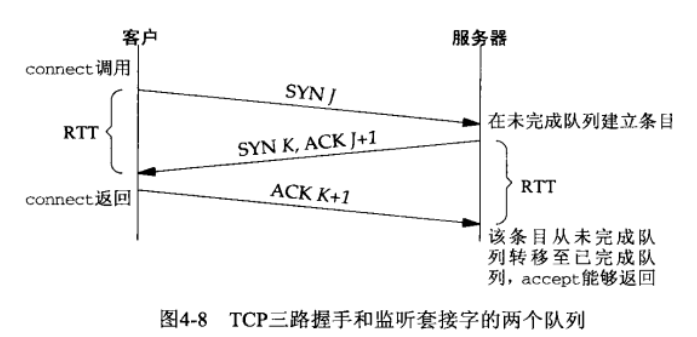 客户
服务器
connect调用
SYN J
在未完成队列建立条目
RTT
SYN K, ACK J+1
RTT
connect返回
ACK K+1
该条目从未完成队
列转移至已完成队
列，accept能够返回
图4-8 TCP三路握手和监听套接字的两个队列